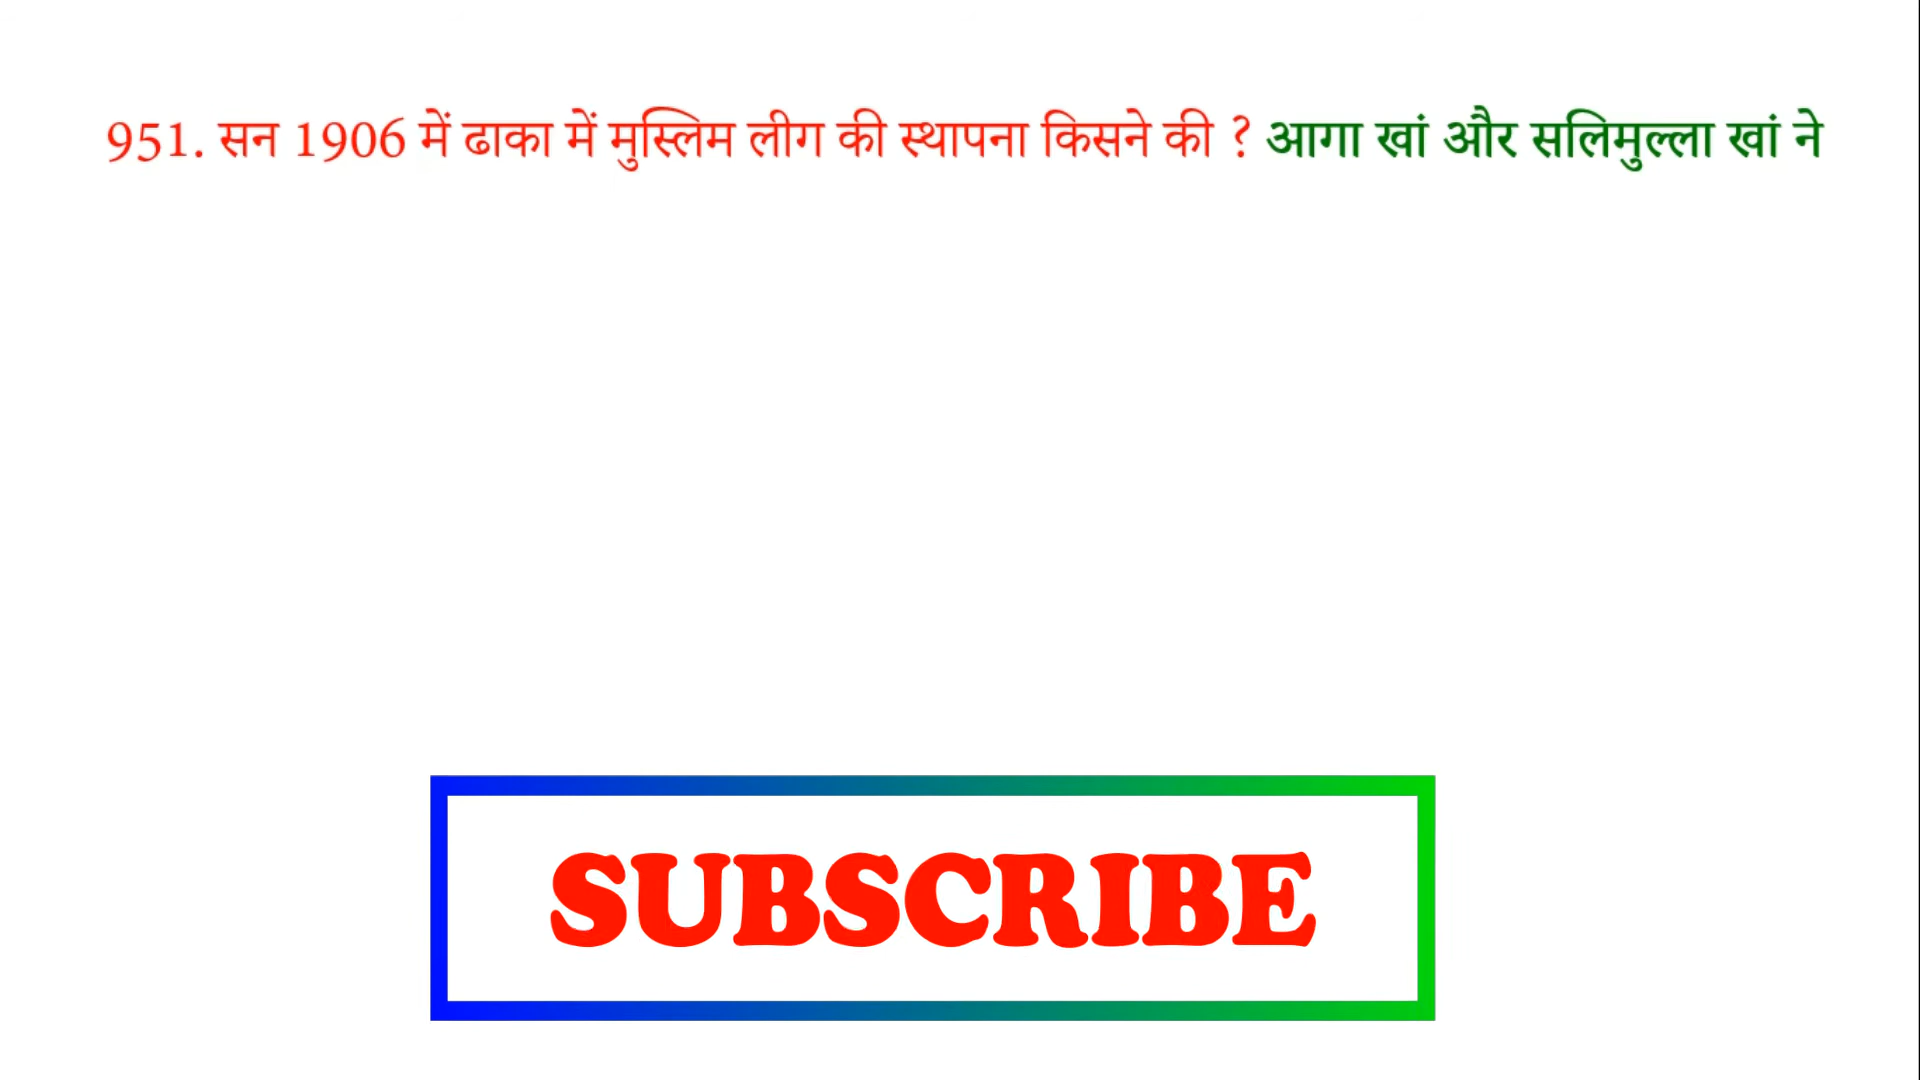 951. सन 1906 में ढाका में मुस्लिम लीग की स्थापना किसने की ? आगा खां और सलिमुल्ला खां ने
SUBSCRIBE